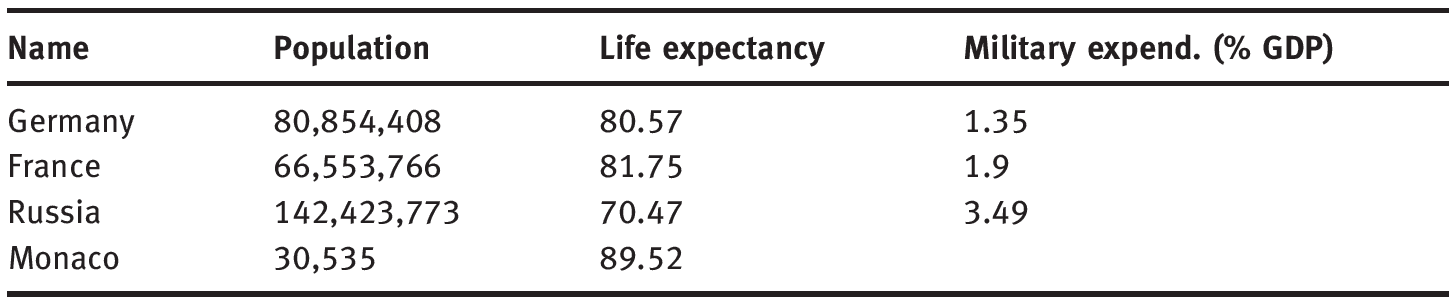 Name Population Life expectancy Military expend. (% GDP)
Germany 80,854,408 80.57 1.35
France 66,553,766 81.75 1.9
Russia 142,423,773 70.47 3.49
Monaco 30,535 89.52